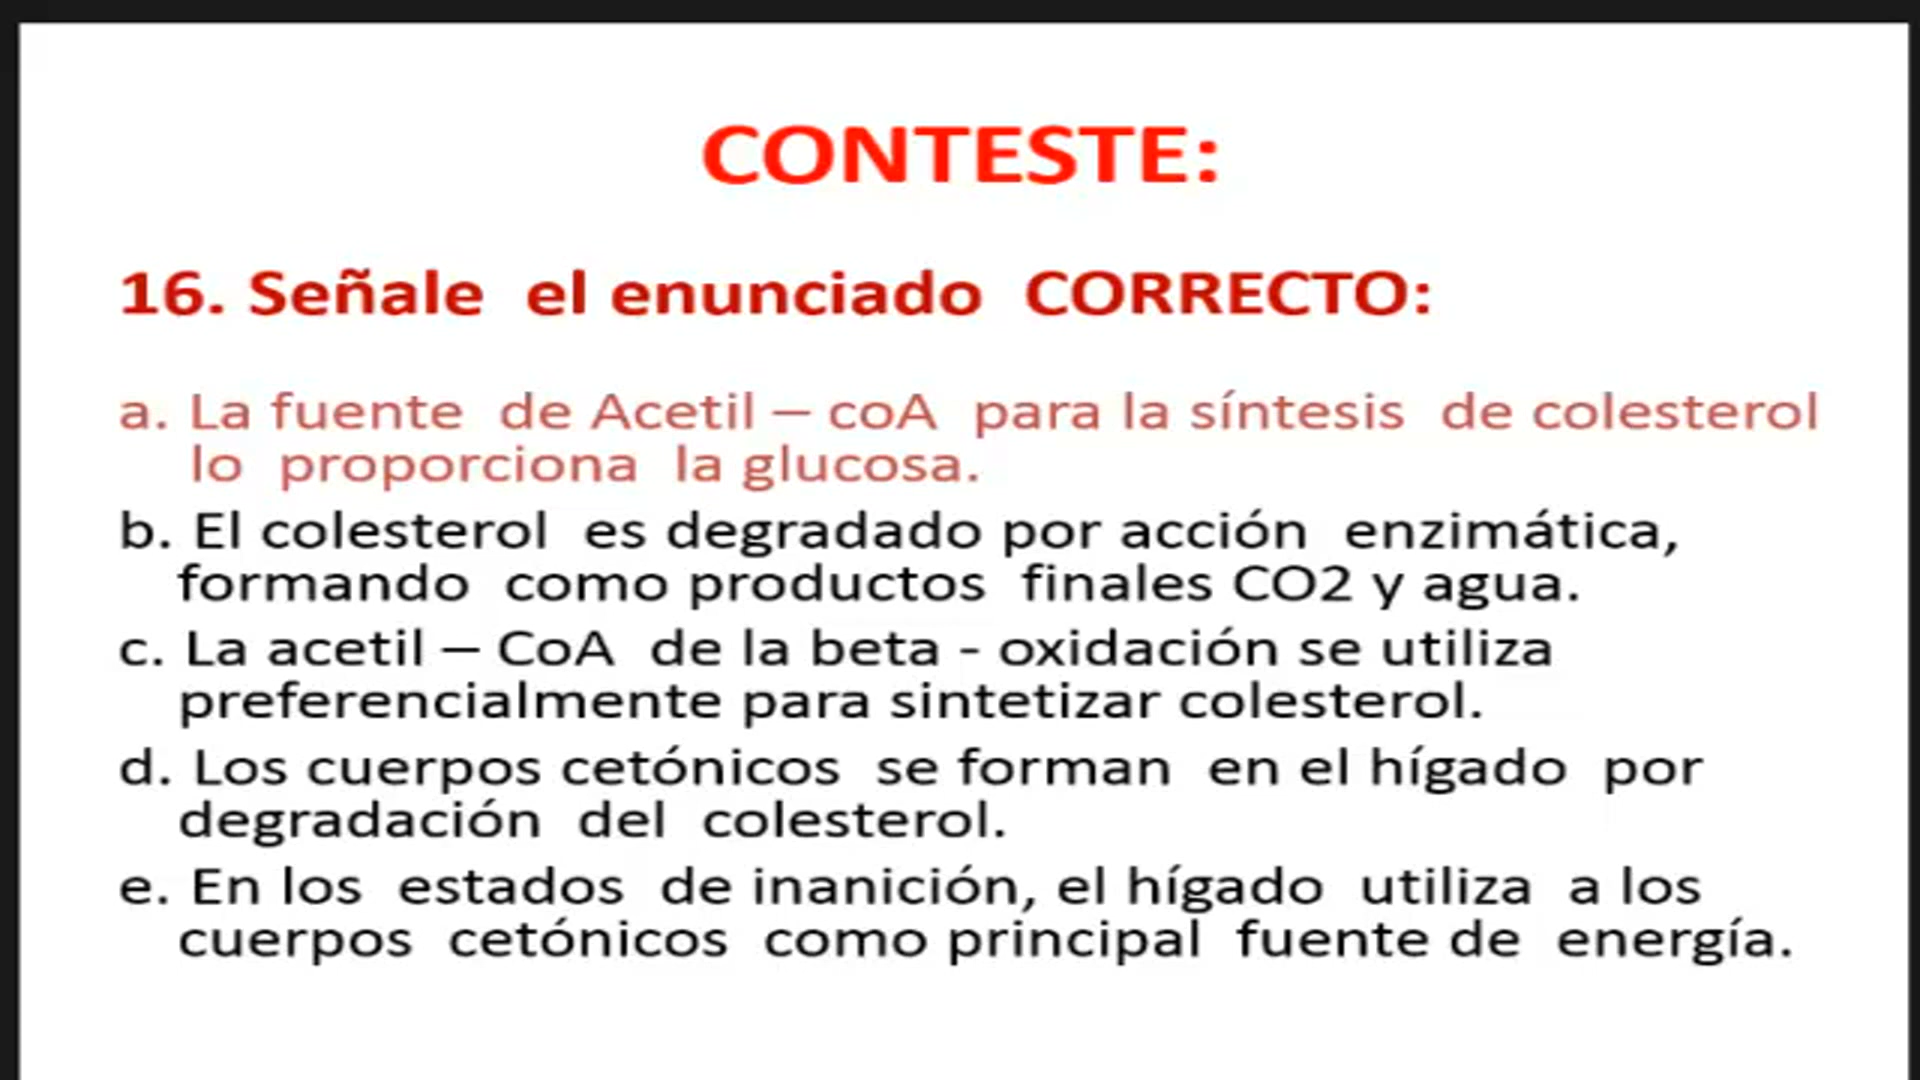 CONTESTE:
16. Señale el enunciado CORRECTO:
a. La fuente de Acetil – coA para la síntesis de colesterol
lo proporciona la glucosa.
b. El colesterol es degradado por acción enzimática,
formando como productos finales CO2 y agua.
c. La acetil – CoA de la beta - oxidación se utiliza
preferencialmente para sintetizar colesterol.
d. Los cuerpos cetónicos se forman en el hígado por
degradación del colesterol.
e. En los estados de inanición, el hígado utiliza a los
cuerpos cetónicos como principal fuente de energía.